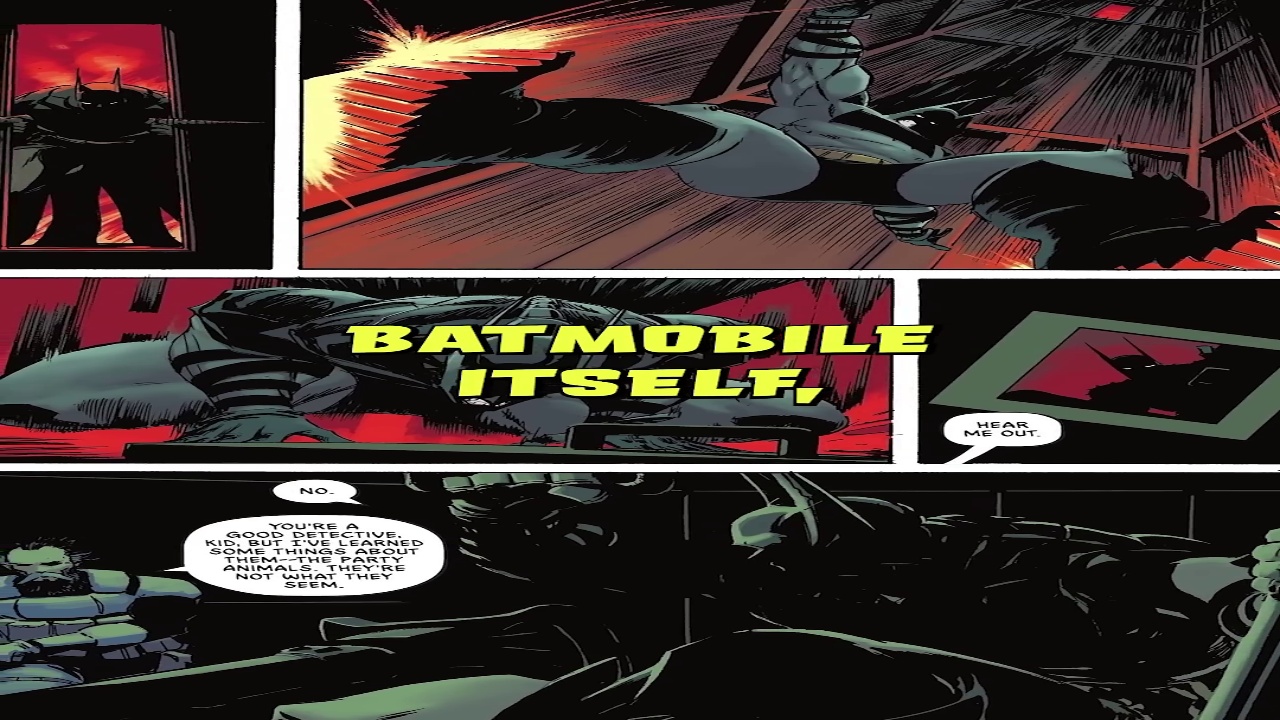 BATMOBILE
ITSELF,
HEAR
ME OUT.
NO.
YOU'RE A
GOOD DETECTIVE,
KID, BUT I'VE LEARNED
SOME THINGS ABOUT
THEM--THE PARTY
ANIMALS. THEY'RE
NOT WHAT THEY
SEEM.